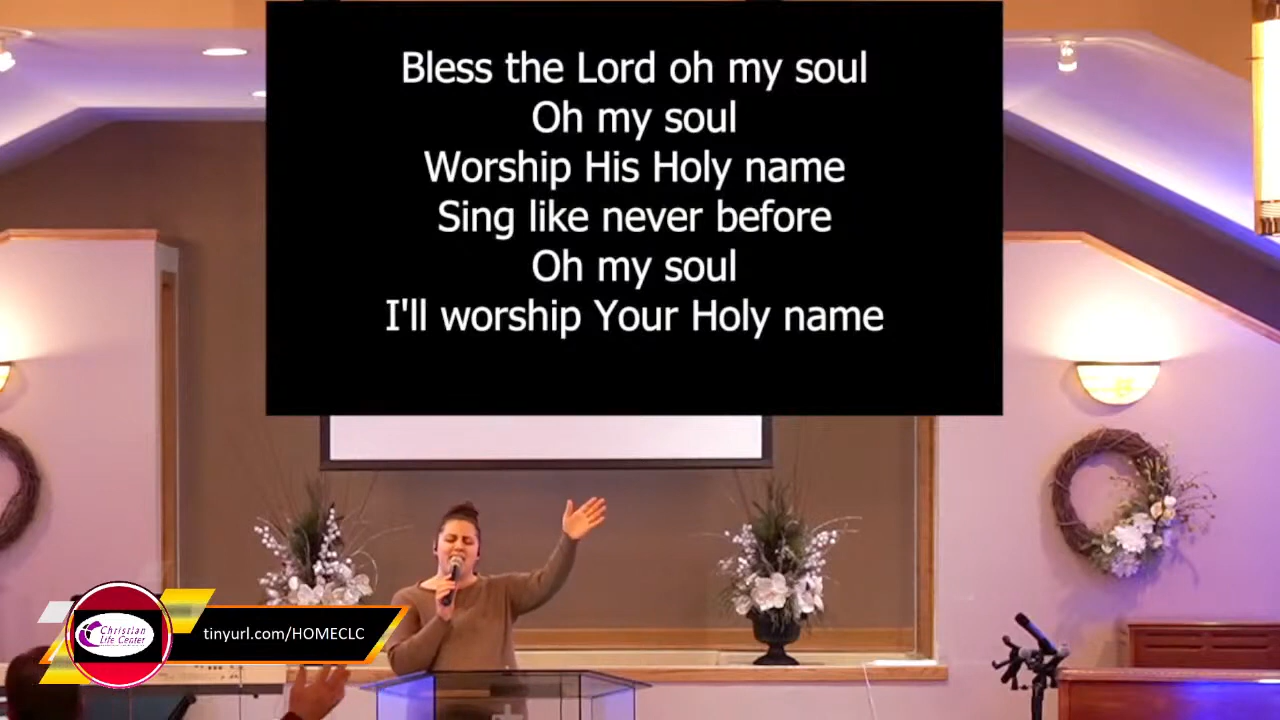 Bless the Lord oh my soul
Oh my soul
Worship His Holy name
Sing like never before
Oh my soul
I'll worship Your Holy name
Christian
Life Center
tinyurl.com/HOMECLC